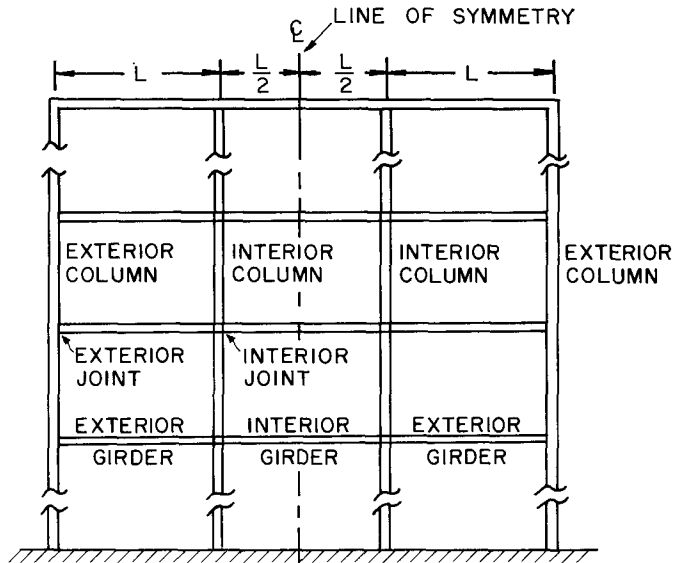 ℄ LINE OF SYMMETRY
L L/2 L/2 L
EXTERIOR COLUMN
INTERIOR COLUMN
INTERIOR COLUMN
EXTERIOR COLUMN
EXTERIOR JOINT
INTERIOR JOINT
EXTERIOR INTERIOR EXTERIOR
GIRDER GIRDER GIRDER